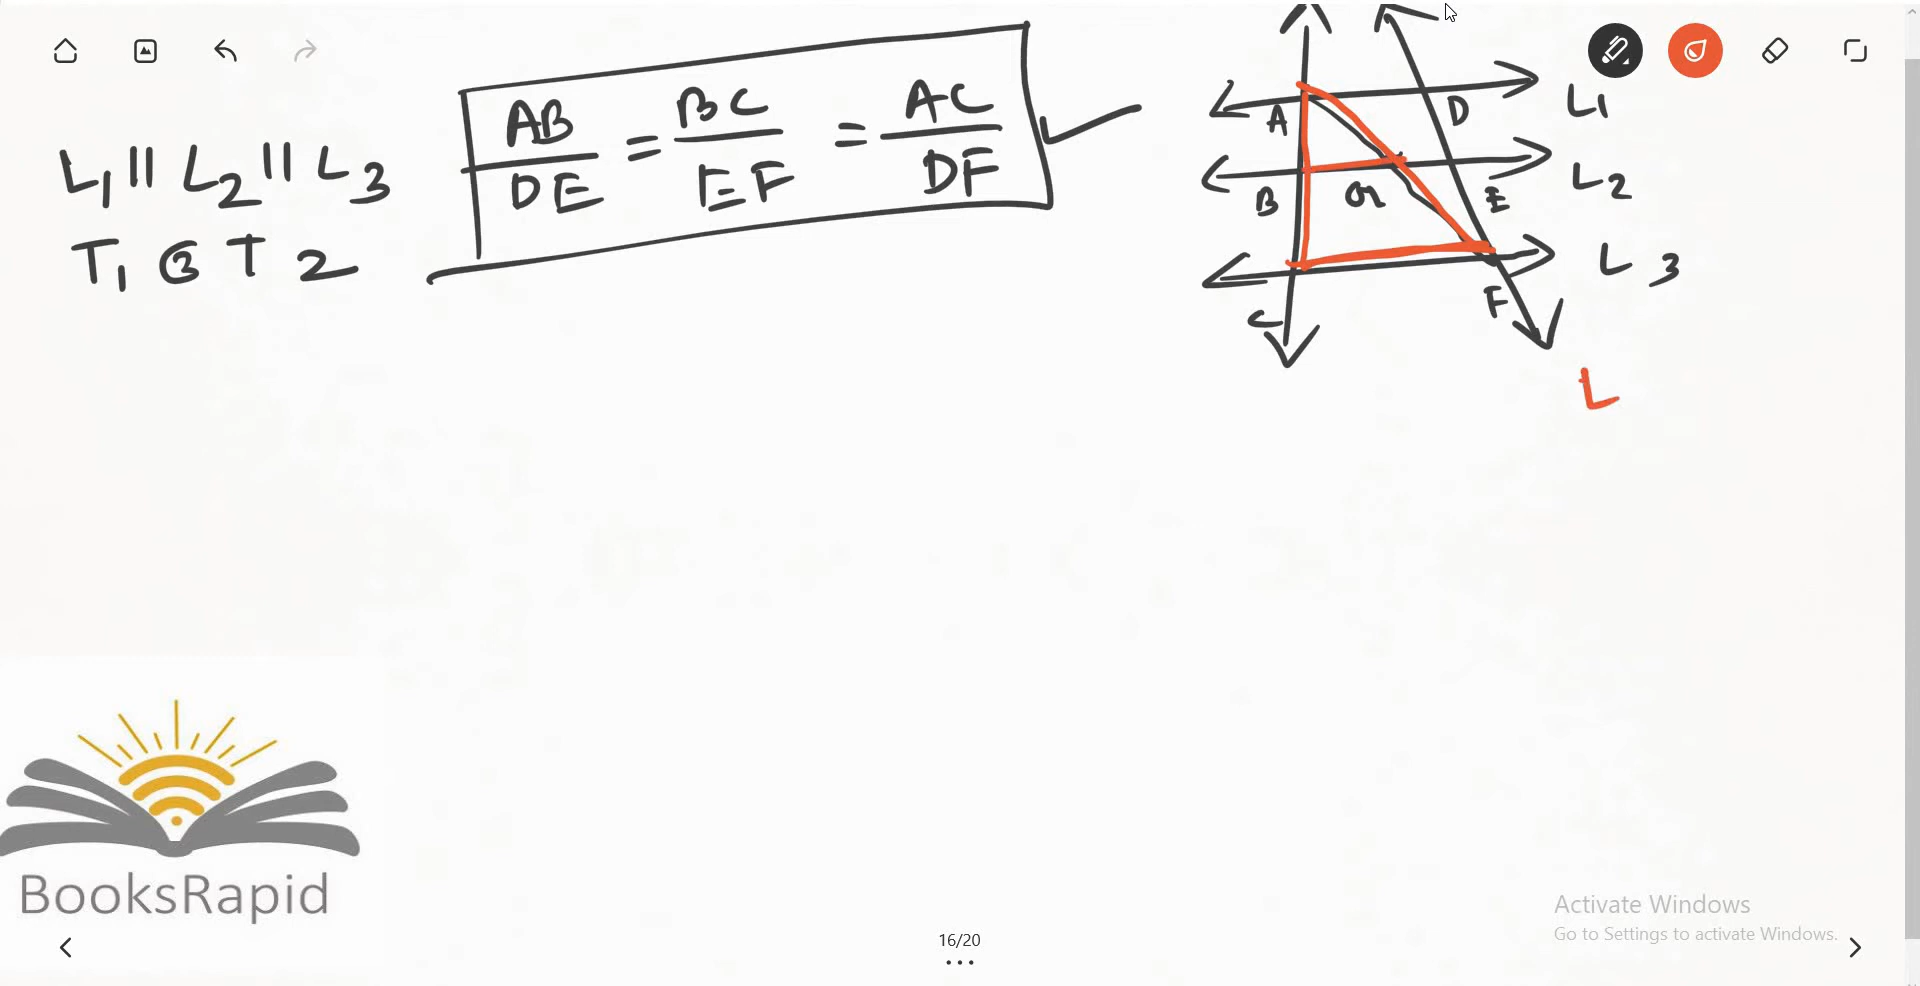 L1 || L2 || L3
T1 @ T 2
AB/DE = BC/EF = AC/DF
A
D
L1
B
E
L2
C
F
L3
L
BooksRapid
16/20
Activate Windows
Go to Settings to activate Windows.